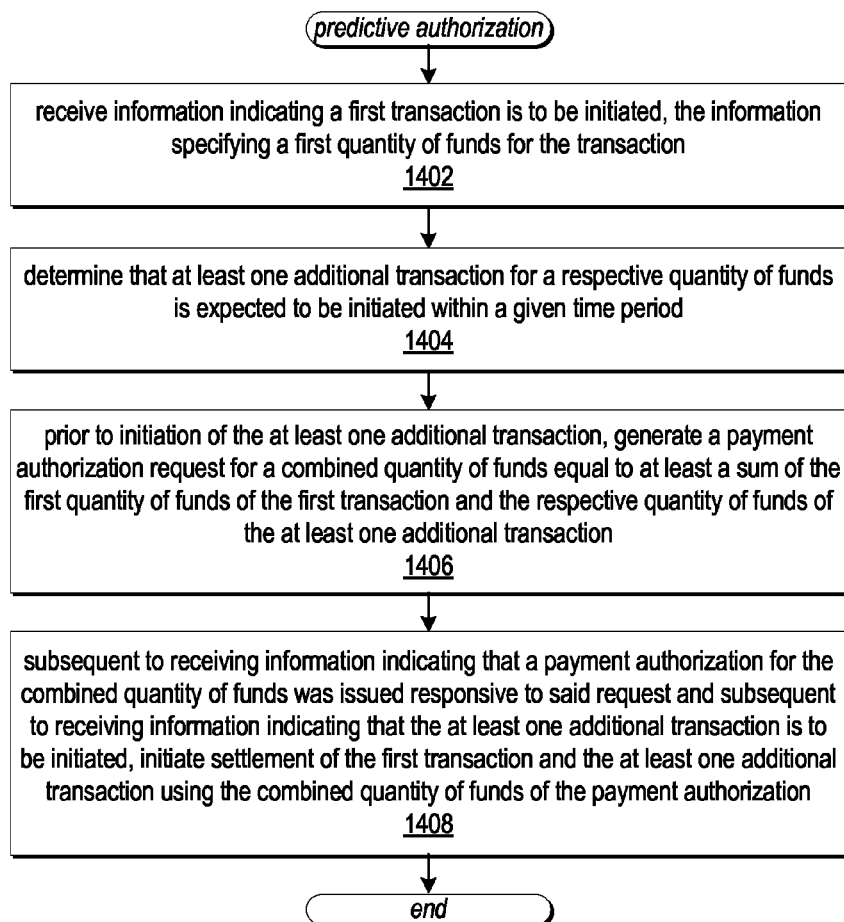 predictive authorization
receive information indicating a first transaction is to be initiated, the information
specifying a first quantity of funds for the transaction
1402
determine that at least one additional transaction for a respective quantity of funds
is expected to be initiated within a given time period
1404
prior to initiation of the at least one additional transaction, generate a payment
authorization request for a combined quantity of funds equal to at least a sum of the
first quantity of funds of the first transaction and the respective quantity of funds of
the at least one additional transaction
1406
subsequent to receiving information indicating that a payment authorization for the
combined quantity of funds was issued responsive to said request and subsequent
to receiving information indicating that the at least one additional transaction is to
be initiated, initiate settlement of the first transaction and the at least one additional
transaction using the combined quantity of funds of the payment authorization
1408
end